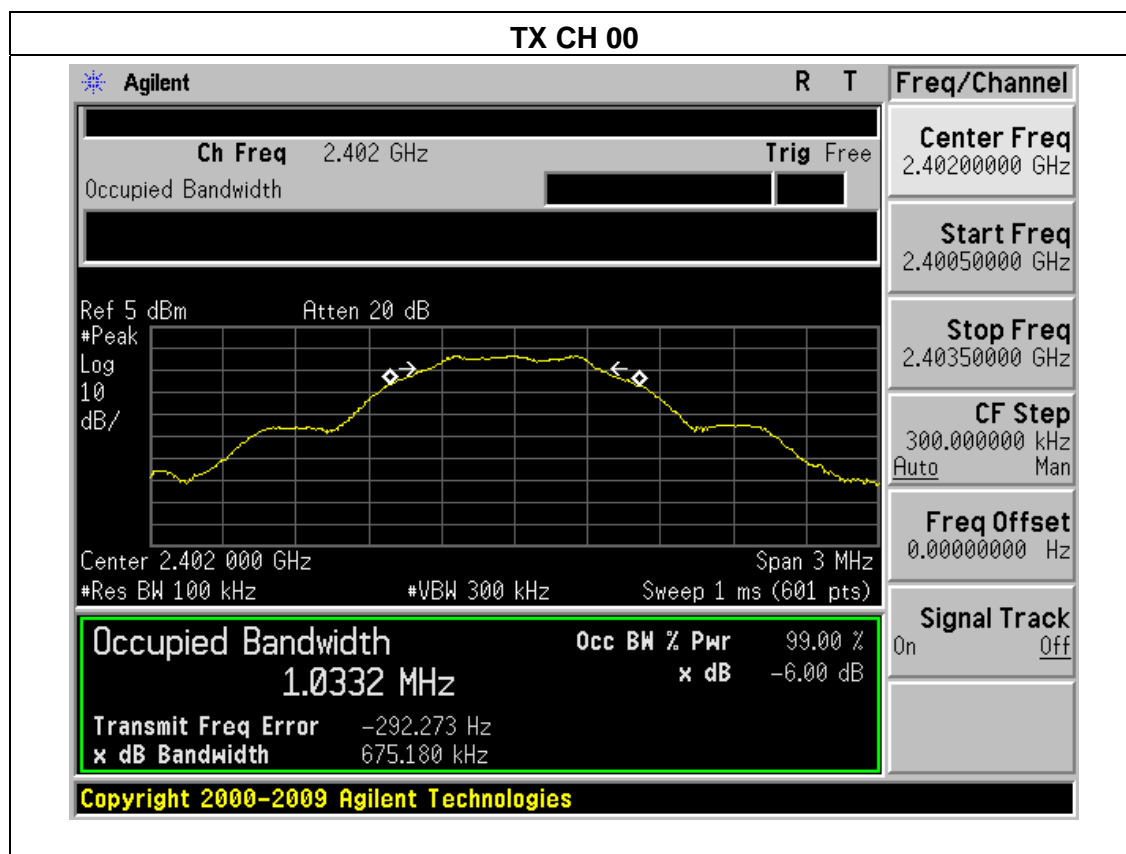 TX CH 00
Agilent R T
Ch Freq 2.402 GHz Trig Free
Occupied Bandwidth
Ref 5 dBm Atten 20 dB
#Peak
Log
10
dB/
Center 2.402 000 GHz Span 3 MHz
#Res BW 100 kHz #VBW 300 kHz Sweep 1 ms (601 pts)
Occupied Bandwidth Occ BW % Pwr 99.00 %
1.0332 MHz x dB -6.00 dB
Transmit Freq Error -292.273 Hz
x dB Bandwidth 675.180 kHz
Copyright 2000-2009 Agilent Technologies
Freq/Channel
Center Freq
2.40200000 GHz
Start Freq
2.40050000 GHz
Stop Freq
2.40350000 GHz
CF Step
300.000000 kHz
Auto Man
Freq Offset
0.00000000 Hz
Signal Track
On Off